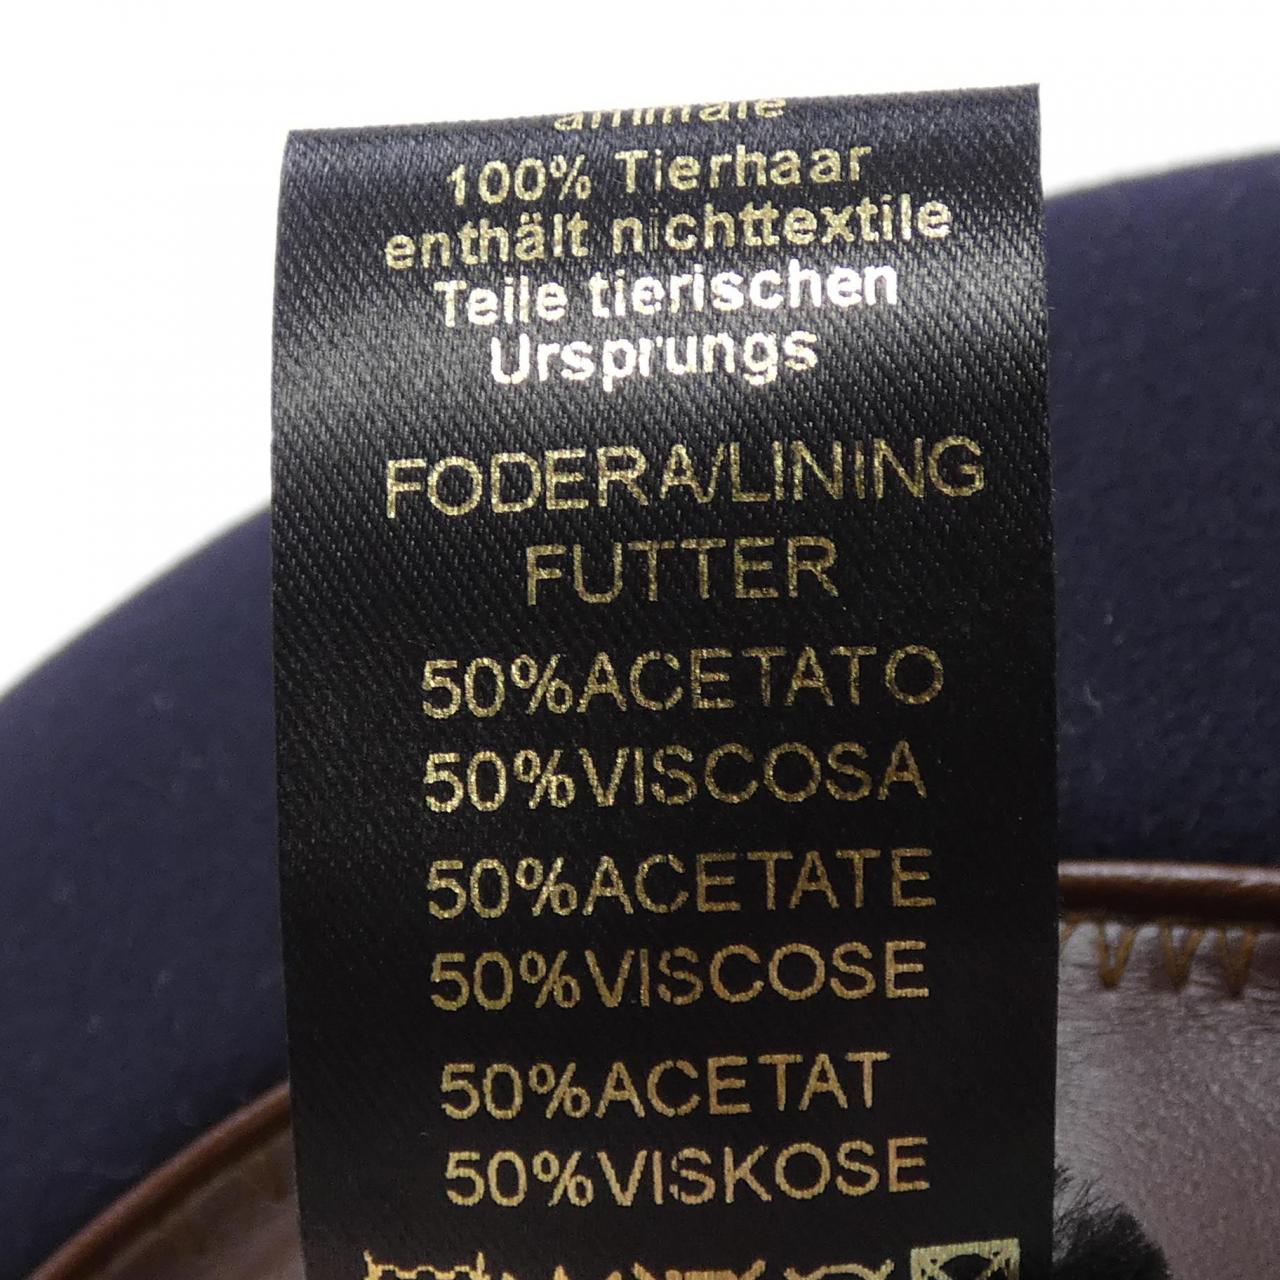 animale
100% Tierhaar
enthält nichttextile
Teile tierischen
Ursprungs
FODERA/LINING
FUTTER
50%ACETATO
50%VISCOSA
50%ACETATE
50%VISCOSE
50%ACETAT
50%VISKOSE